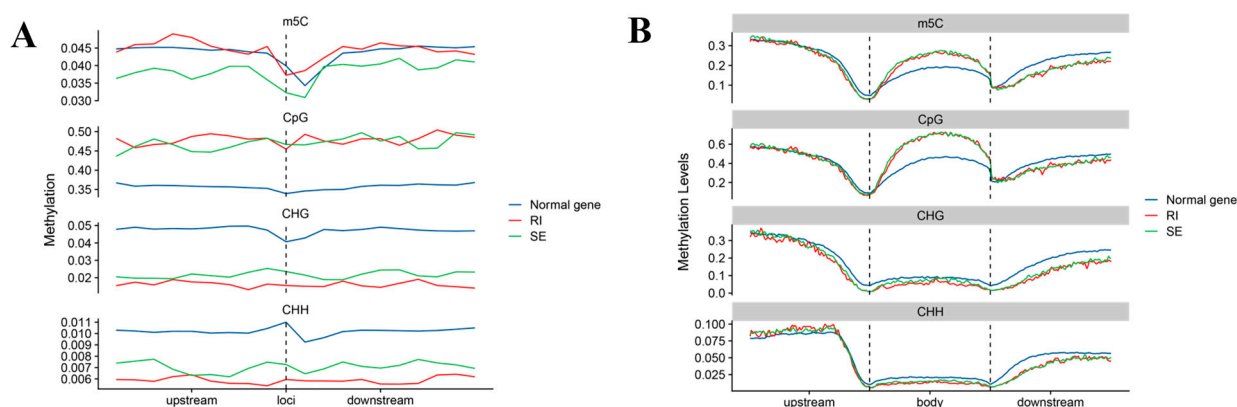 A
m5C
0.045
0.040
0.035
0.030
CpG
0.50
0.45
0.40
0.35
CHG
0.05
0.04
0.03
0.02
CHH
0.011
0.010
0.009
0.008
0.007
0.006
Methylation
upstream loci downstream
Normal gene
RI
SE
B
m5C
0.3
0.2
0.1
CpG
0.6
0.4
0.2
CHG
0.3
0.2
0.1
0.0
CHH
0.100
0.075
0.050
0.025
Methylation Levels
upstream body downstream
Normal gene
RI
SE